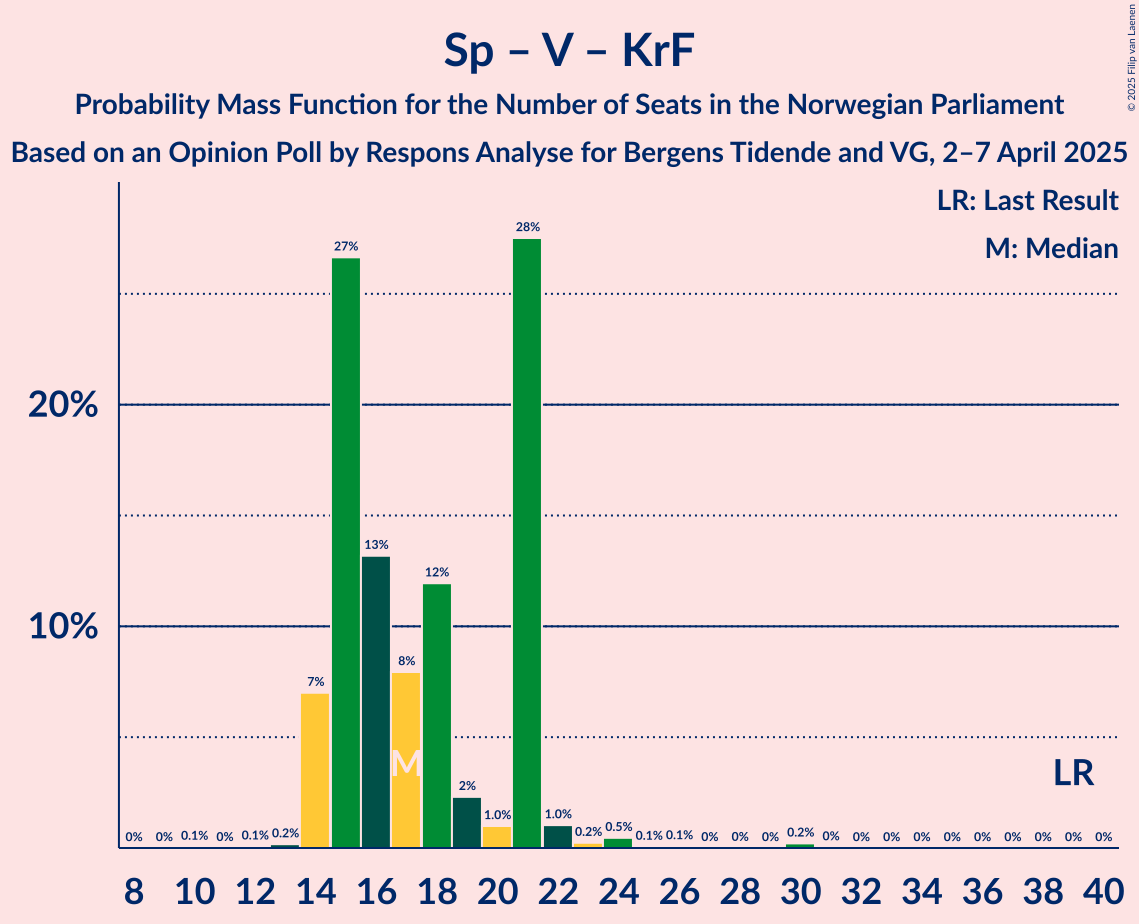 Sp – V – KrF
Probability Mass Function for the Number of Seats in the Norwegian Parliament
Based on an Opinion Poll by Respons Analyse for Bergens Tidende and VG, 2–7 April 2025
© 2025 Filip van Laenen
LR: Last Result
M: Median
28%
27%
20%
13%
12%
10%
8%
7%
M
LR
2%
1.0% 1.0%
0% 0% 0.1% 0% 0.1% 0.2% 0.2% 0.5% 0.1% 0.1% 0% 0% 0% 0.2% 0% 0% 0% 0% 0% 0% 0% 0% 0% 0%
8 10 12 14 16 18 20 22 24 26 28 30 32 34 36 38 40